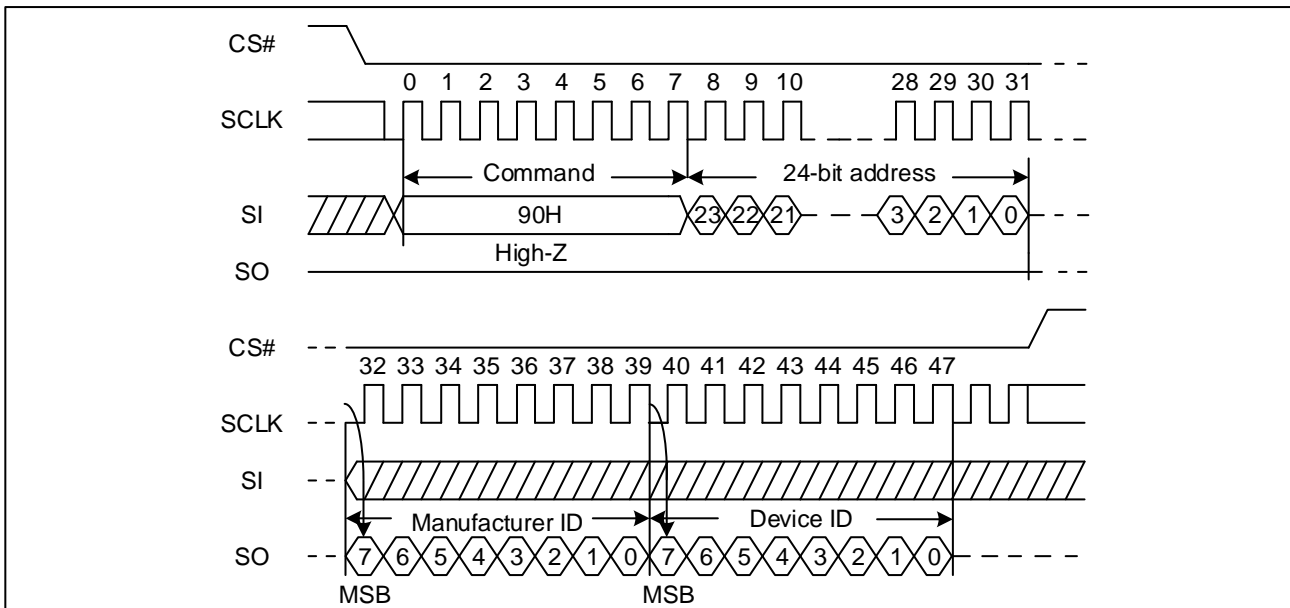 CS#
0 1 2 3 4 5 6 7 8 9 10 28 29 30 31
SCLK
Command 24-bit address
SI 90H 23 22 21 3 2 1 0
High-Z
SO
CS#
32 33 34 35 36 37 38 39 40 41 42 43 44 45 46 47
SCLK
SI
Manufacturer ID Device ID
SO 7 6 5 4 3 2 1 0 7 6 5 4 3 2 1 0
MSB MSB